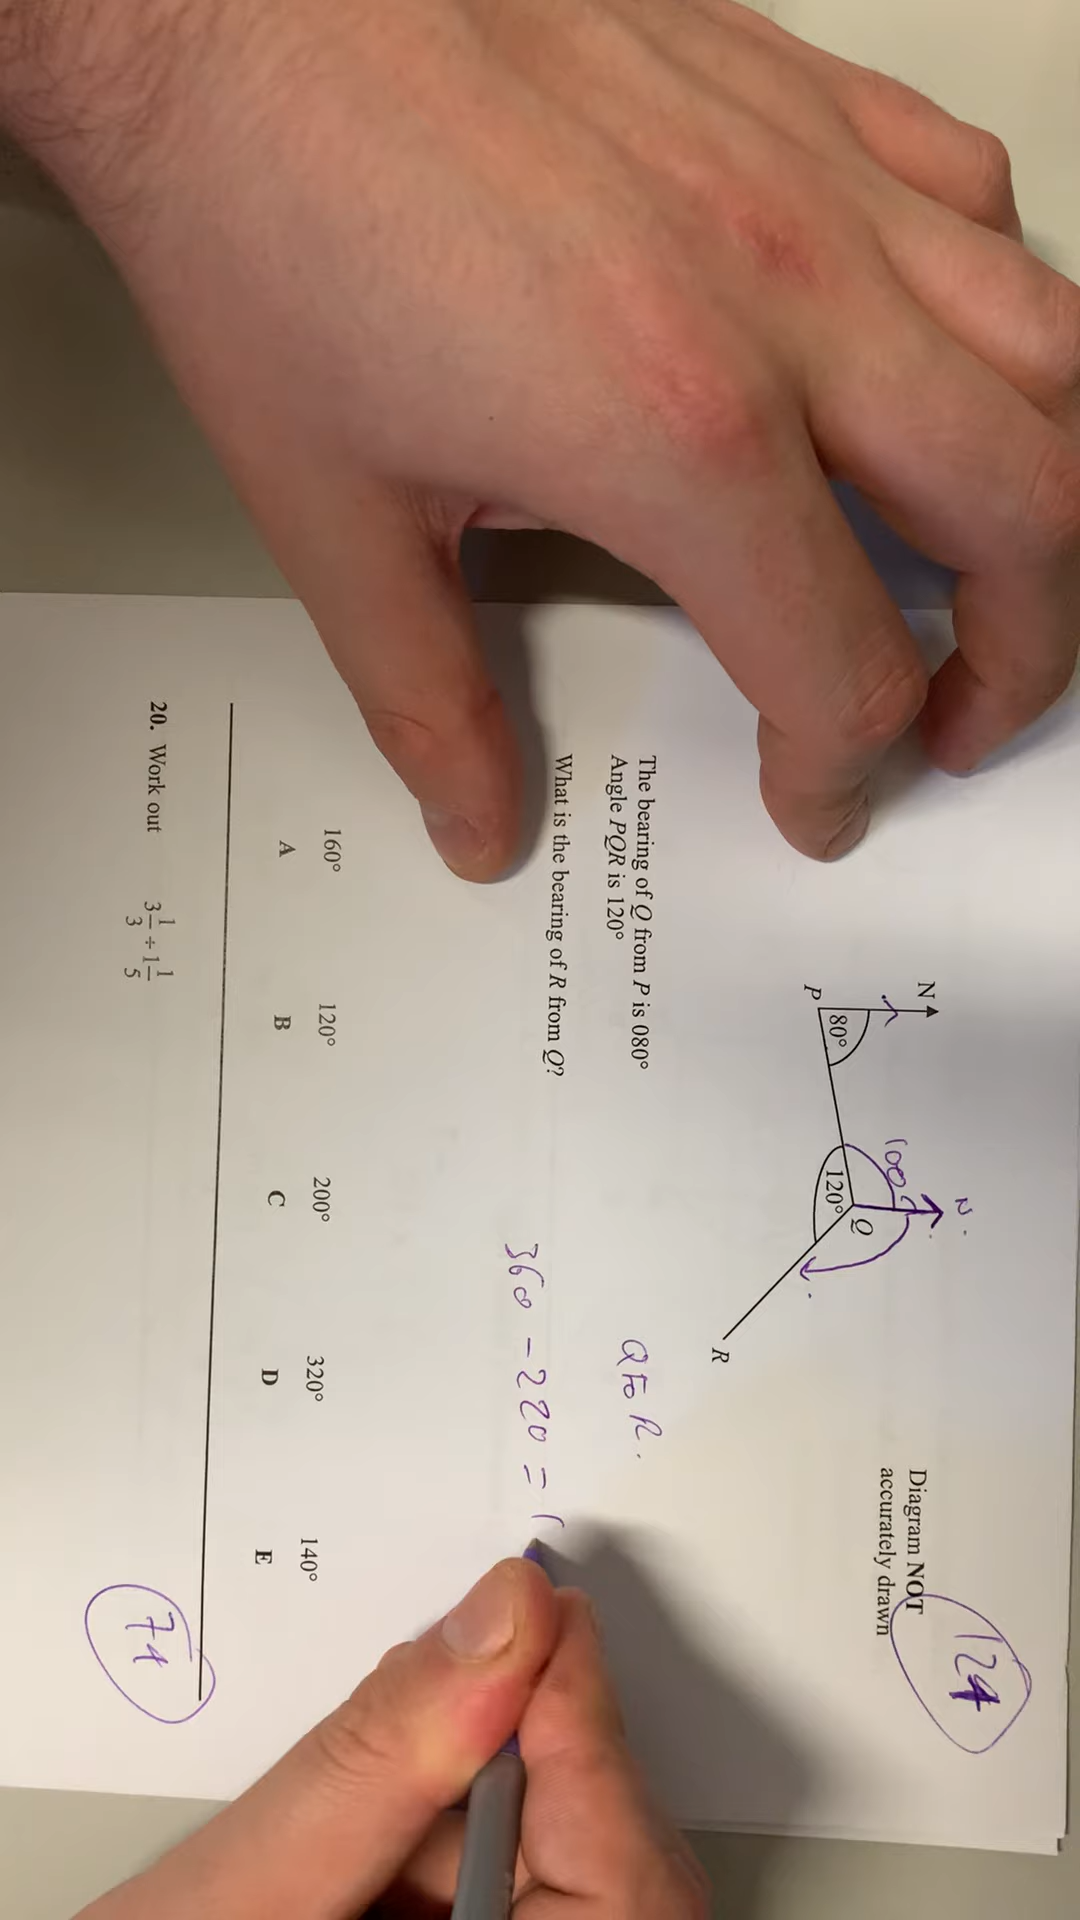 124
Diagram NOT
accurately drawn
N
N.
100°
Q
80°
120°
P
R
The bearing of Q from P is 080°
Angle PQR is 120°
Q to R.
What is the bearing of R from Q?
360 - 220 = 1
160° 120° 200° 320° 140°
A B C D E
20. Work out 3 1/3 ÷ 1 1/5
74